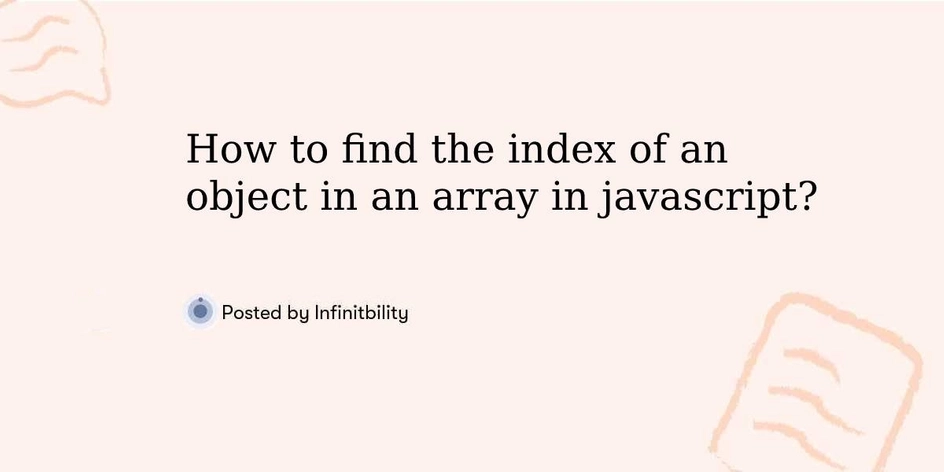 How to find the index of an
object in an array in javascript?
Posted by Infinitbility